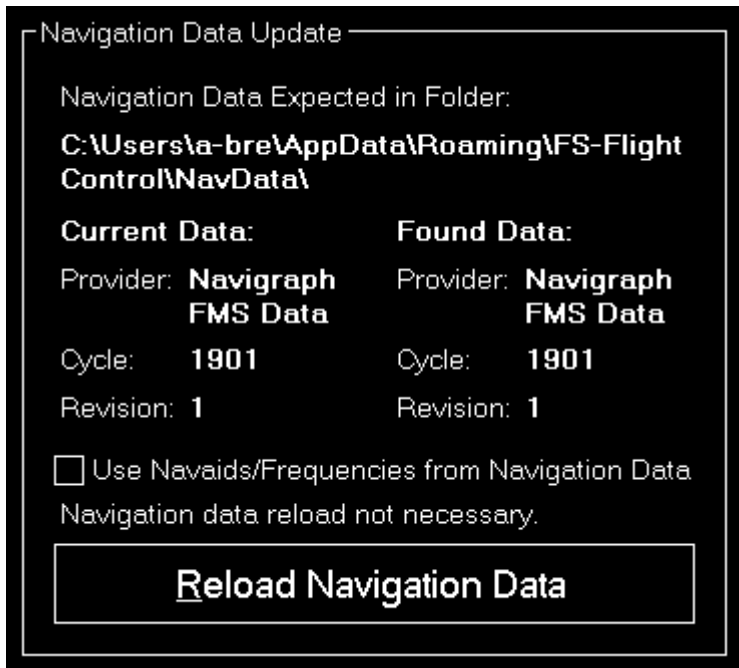 Navigation Data Update
Navigation Data Expected in Folder:
C:\Users\a-bre\AppData\Roaming\FS-Flight
Control\NavData\
Current Data: Found Data:
Provider: Navigraph Provider: Navigraph
FMS Data FMS Data
Cycle: 1901 Cycle: 1901
Revision: 1 Revision: 1
Use Navaids/Frequencies from Navigation Data
Navigation data reload not necessary.
Reload Navigation Data